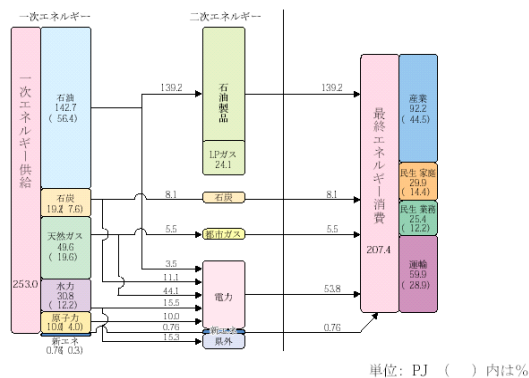 一次エネルギー
二次エネルギー
一次エネルギー供給
253.0
石油
142.7
( 56.4)
石炭
19.2( 7.6)
天然ガス
49.6
( 19.6)
水力
30.8
( 12.2)
原子力
10.0( 4.0)
新エネ
0.76( 0.3)
139.2
8.1
5.5
3.5
11.1
44.1
15.5
10.0
0.76
15.3
石油製品
LPガス
24.1
石炭
都市ガス
電力
新エネ
県外
139.2
8.1
5.5
53.8
0.76
最終エネルギー消費
207.4
産業
92.2
( 44.5)
民生 家庭
29.9
( 14.4)
民生 業務
25.4
( 12.2)
運輸
59.9
( 28.9)
単位: PJ ( )内は%